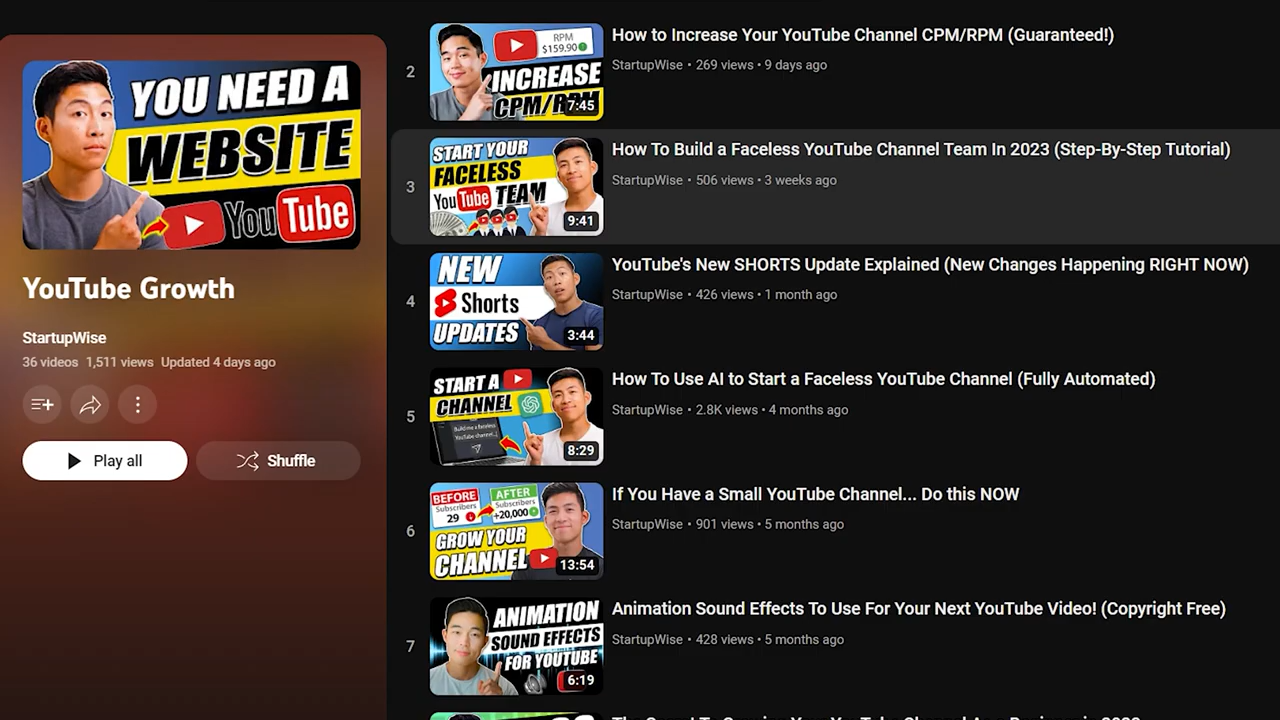 YOU NEED A
WEBSITE
YouTube
YouTube Growth
StartupWise
36 videos 1,511 views Updated 4 days ago
Play all
Shuffle
2
RPM
$159.90
INCREASE
CPM/RPM
7:45
How to Increase Your YouTube Channel CPM/RPM (Guaranteed!)
StartupWise • 269 views • 9 days ago
3
START YOUR
FACELESS
YouTube TEAM
9:41
How To Build a Faceless YouTube Channel Team In 2023 (Step-By-Step Tutorial)
StartupWise • 506 views • 3 weeks ago
4
NEW
Shorts
UPDATES
3:44
YouTube's New SHORTS Update Explained (New Changes Happening RIGHT NOW)
StartupWise • 426 views • 1 month ago
5
START A
CHANNEL
Build me a faceless
YouTube channel...
8:29
How To Use AI to Start a Faceless YouTube Channel (Fully Automated)
StartupWise • 2.8K views • 4 months ago
6
BEFORE
Subscribers
29
AFTER
Subscribers
+20,000
GROW YOUR
CHANNEL
13:54
If You Have a Small YouTube Channel... Do this NOW
StartupWise • 901 views • 5 months ago
7
ANIMATION
SOUND EFFECTS
FOR YOUTUBE
6:19
Animation Sound Effects To Use For Your Next YouTube Video! (Copyright Free)
StartupWise • 428 views • 5 months ago